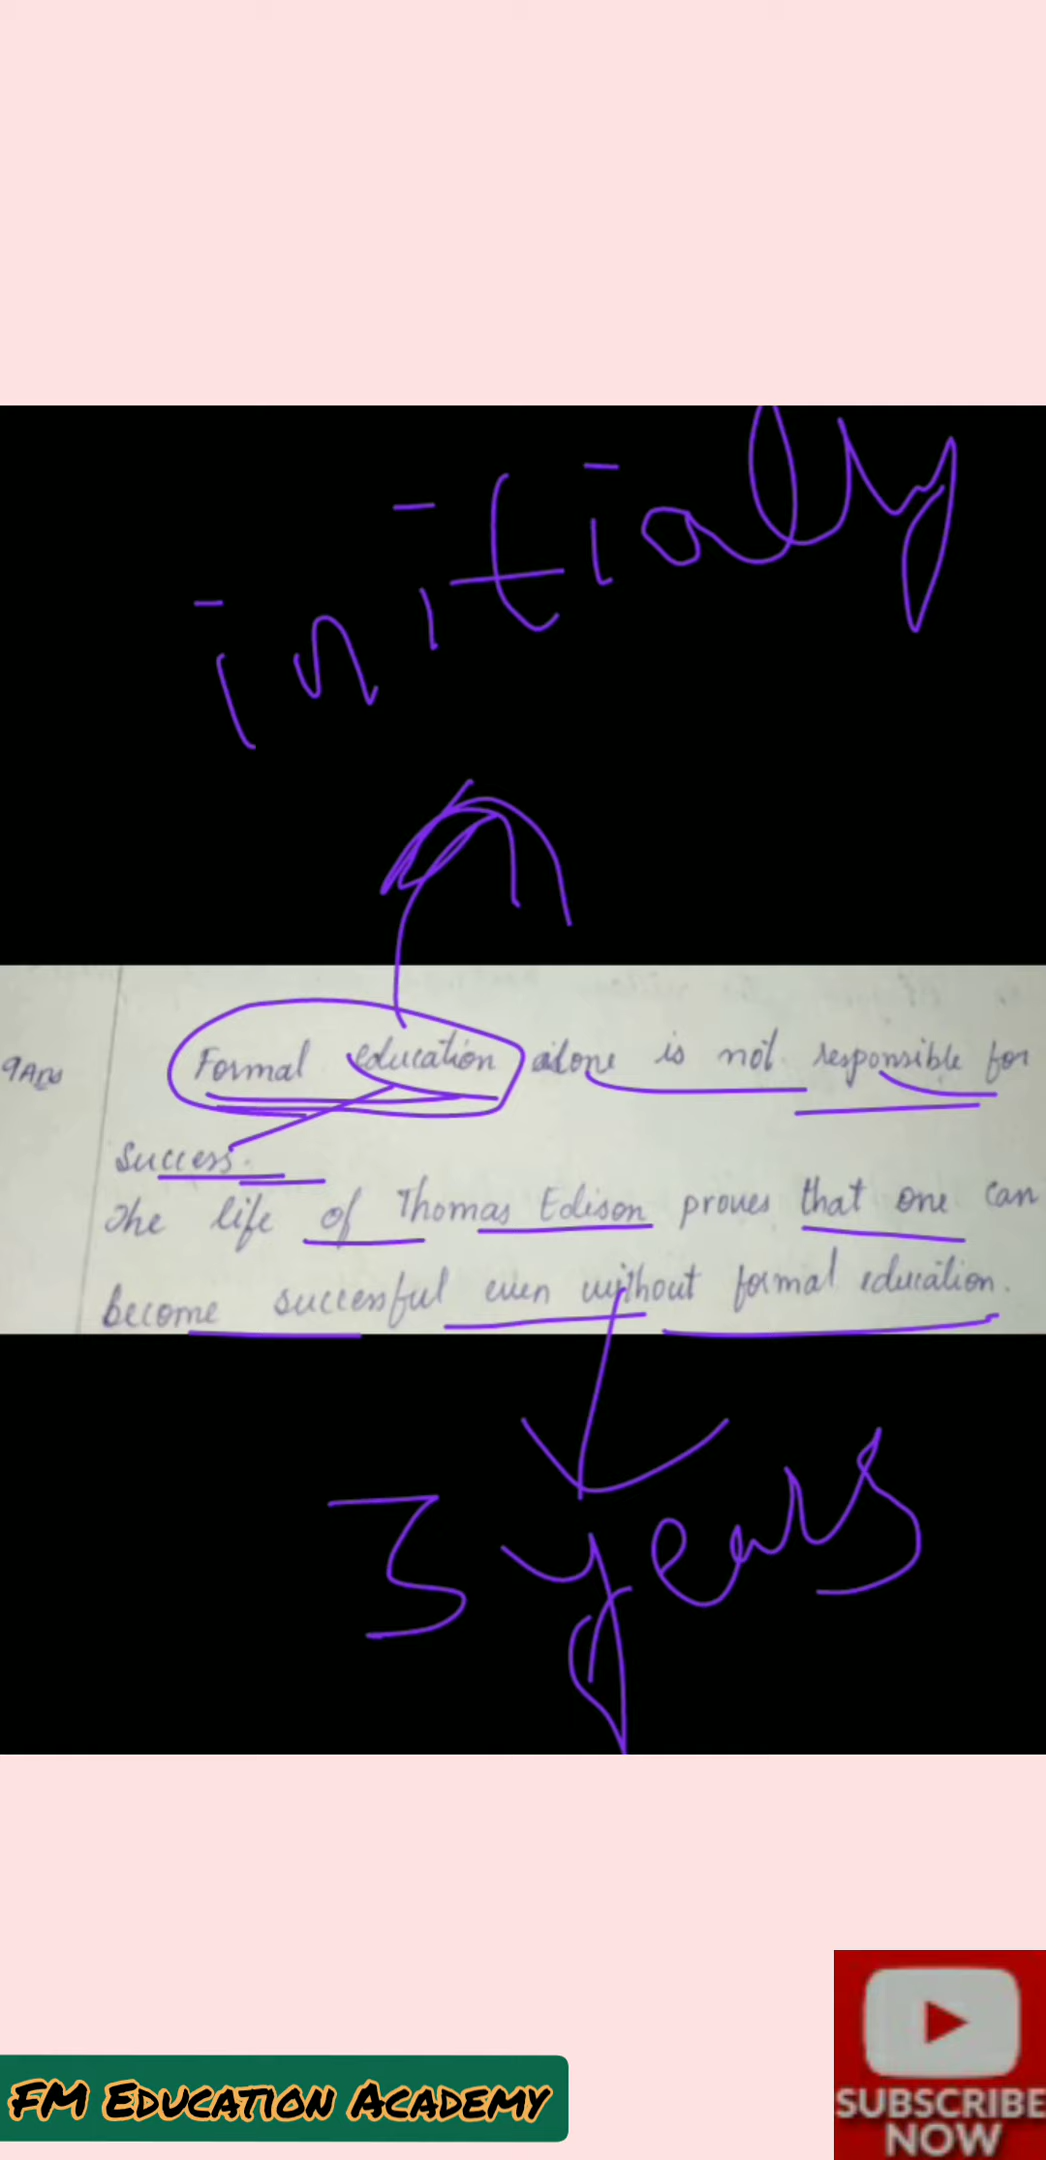 initially
9Ans
Formal education alone is not responsible for
Success.
The life of Thomas Edison proves that one can
become successful even without formal education.
3 years
FM EDUCATION ACADEMY
SUBSCRIBE
NOW